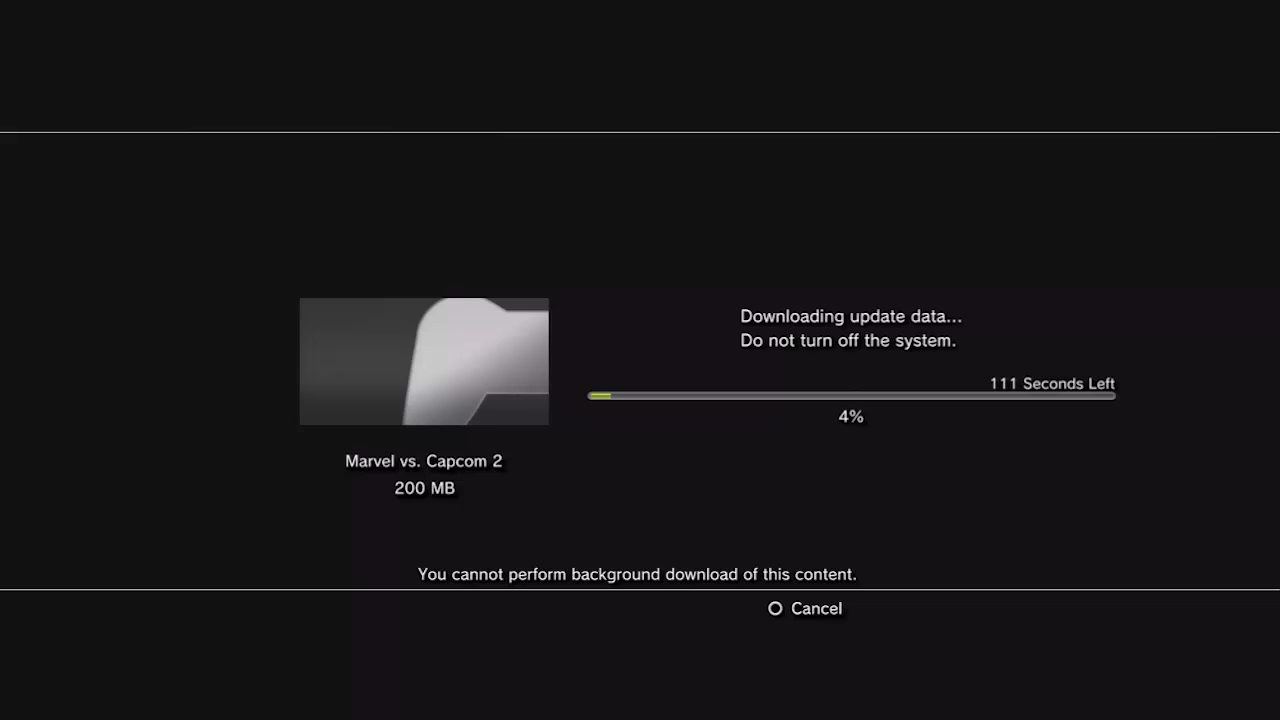 Downloading update data...
Do not turn off the system.
111 Seconds Left
4%
Marvel vs. Capcom 2
200 MB
You cannot perform background download of this content.
Cancel